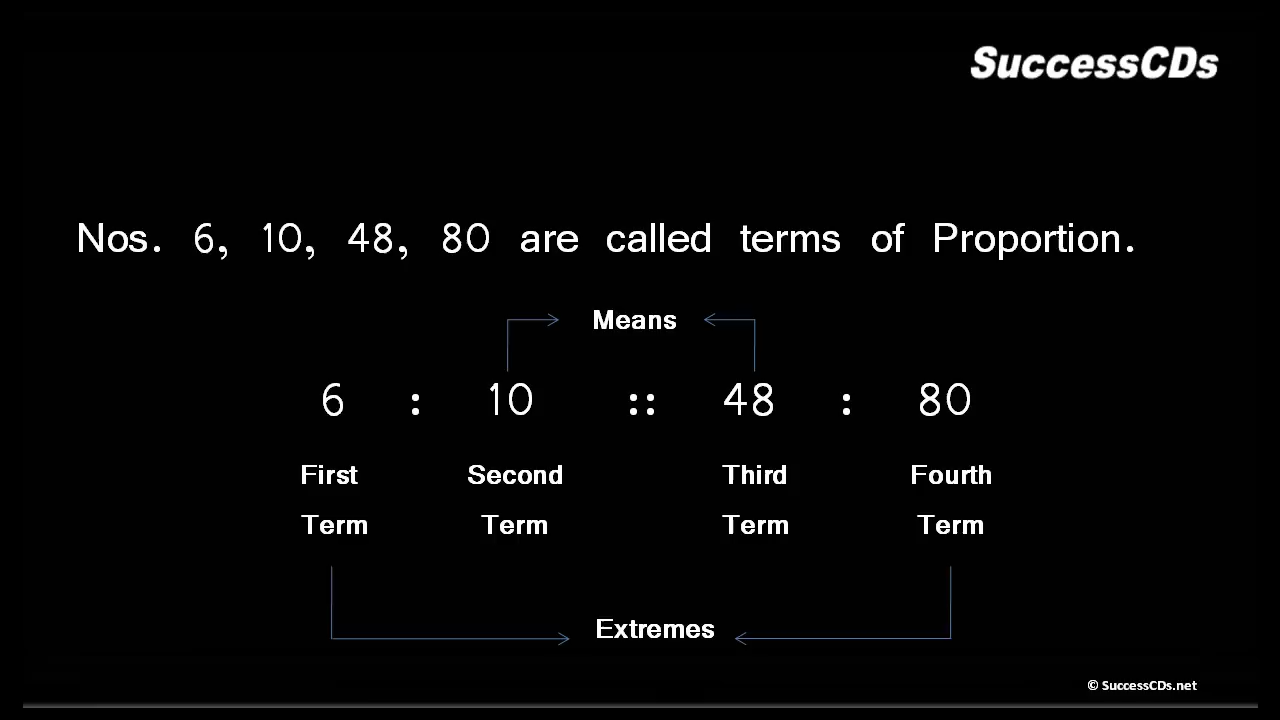 SuccessCDs
Nos. 6, 10, 48, 80 are called terms of Proportion.
Means
6 : 10 :: 48 : 80
First Second Third Fourth
Term Term Term Term
Extremes
© SuccessCDs.net